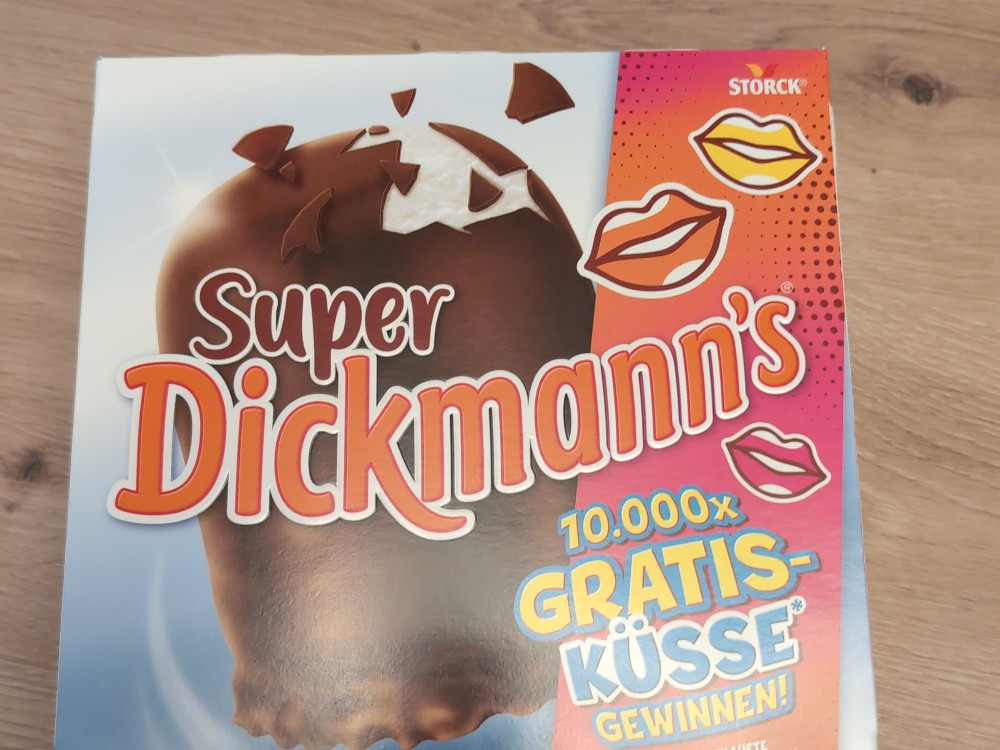 STORCK®
Super
Dickmann's®
10.000x
GRATIS-
KÜSSE*
GEWINNEN!